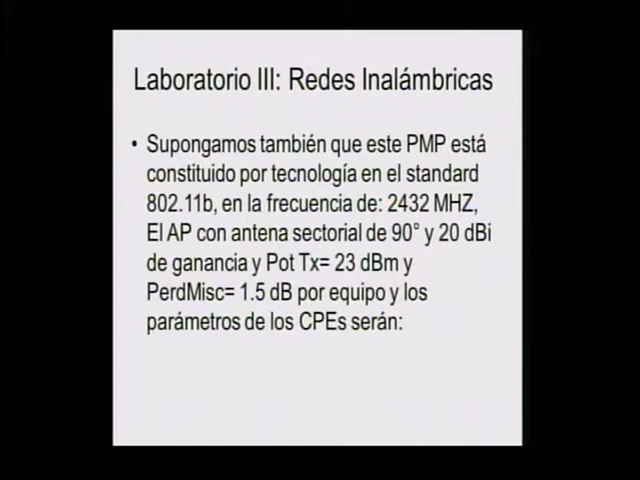 Laboratorio III: Redes Inalámbricas
• Supongamos también que este PMP está
constituido por tecnología en el standard
802.11b, en la frecuencia de: 2432 MHZ,
El AP con antena sectorial de 90° y 20 dBi
de ganancia y Pot Tx= 23 dBm y
PerdMisc= 1.5 dB por equipo y los
parámetros de los CPEs serán: